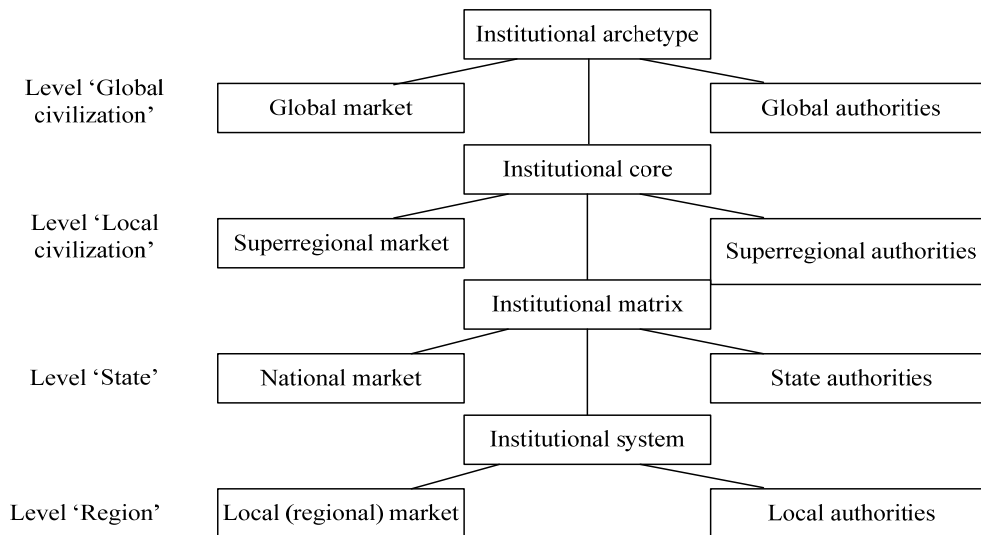 Institutional archetype
Level ‘Global
civilization’
Global market
Global authorities
Institutional core
Level ‘Local
civilization’
Superregional market
Superregional authorities
Institutional matrix
Level ‘State’
National market
State authorities
Institutional system
Level ‘Region’
Local (regional) market
Local authorities